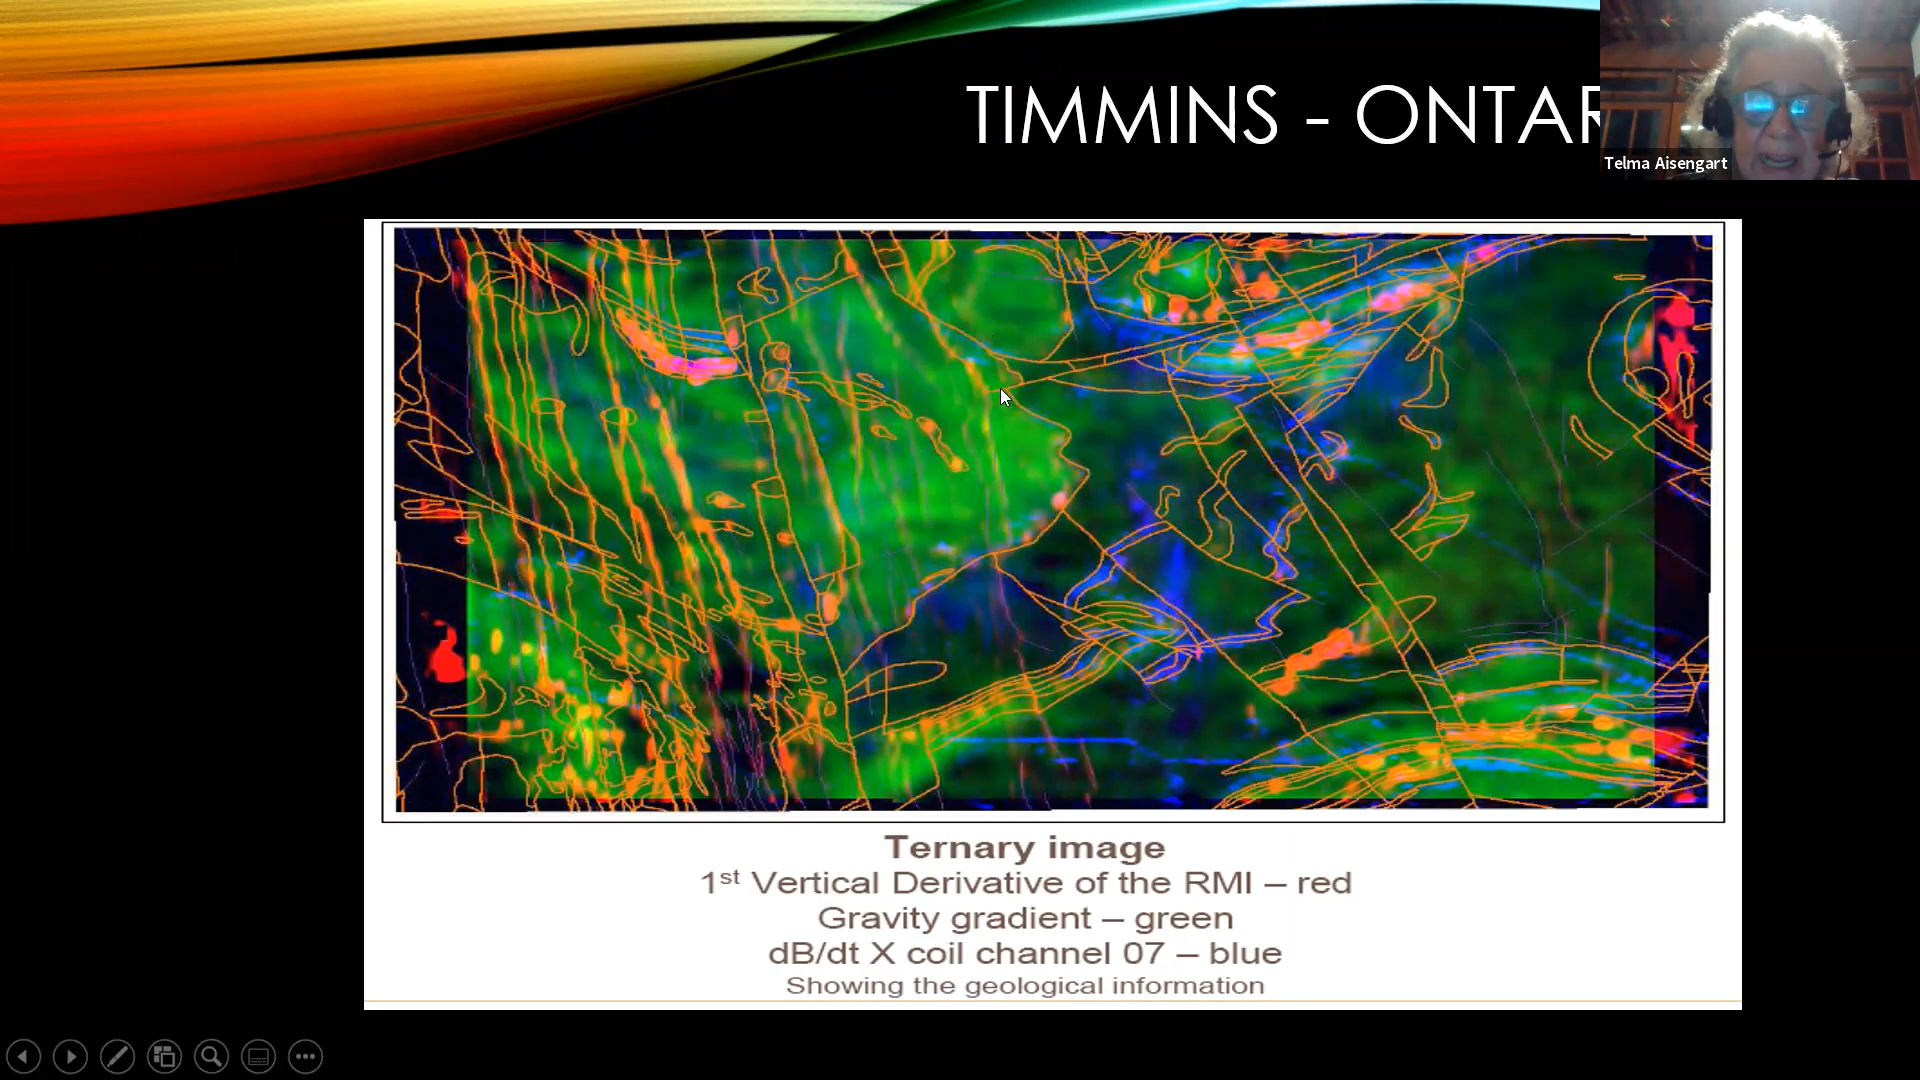 TIMMINS - ONTAR
Telma Aisengart
Ternary image
1st Vertical Derivative of the RMI – red
Gravity gradient – green
dB/dt X coil channel 07 – blue
Showing the geological information